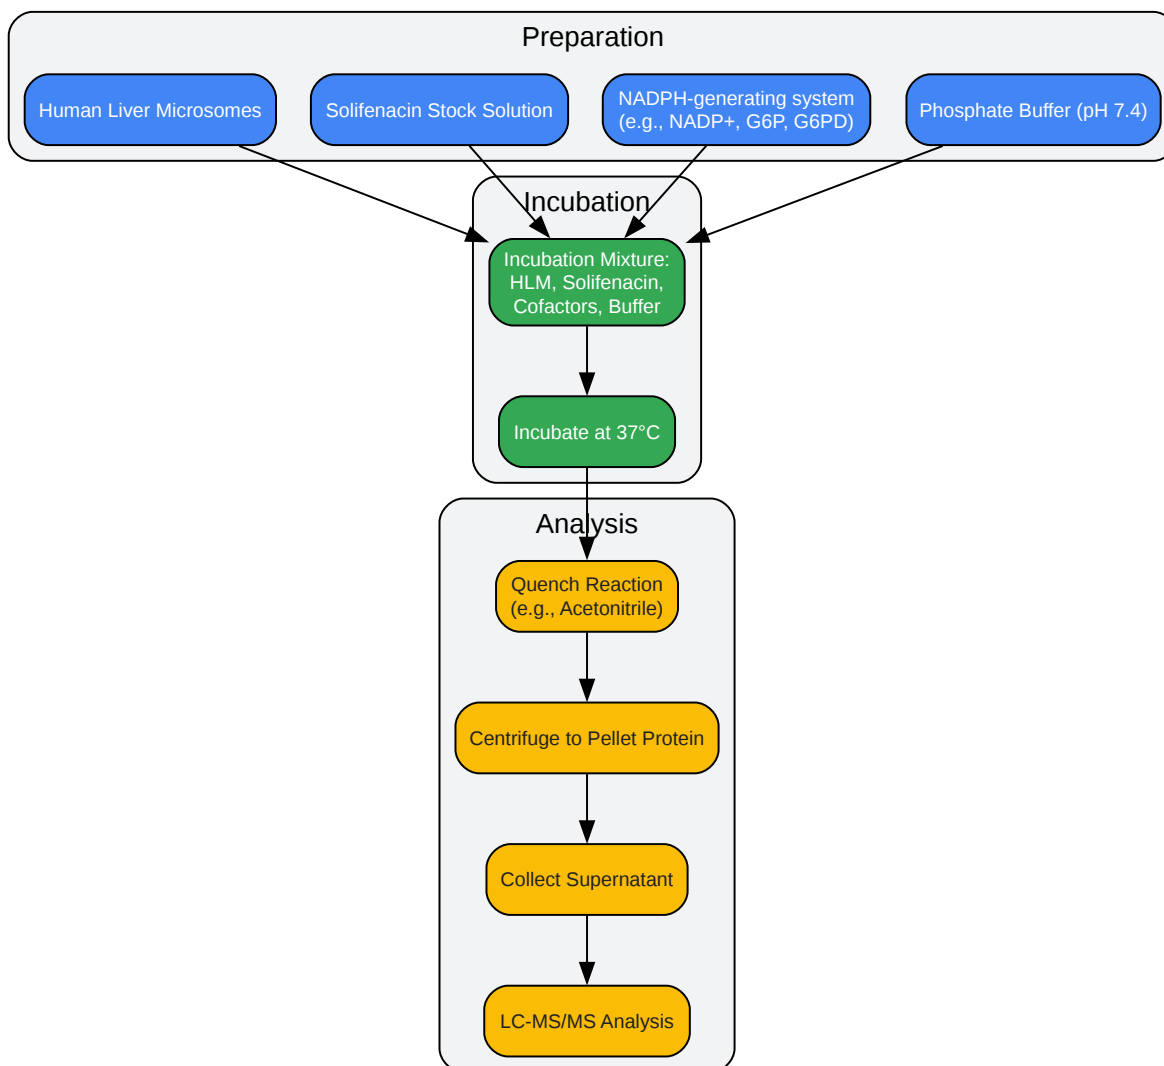 Preparation
Human Liver Microsomes
Solifenacin Stock Solution
NADPH-generating system
(e.g., NADP+, G6P, G6PD)
Phosphate Buffer (pH 7.4)
Incubation
Incubation Mixture:
HLM, Solifenacin,
Cofactors, Buffer
Incubate at 37°C
Analysis
Quench Reaction
(e.g., Acetonitrile)
Centrifuge to Pellet Protein
Collect Supernatant
LC-MS/MS Analysis